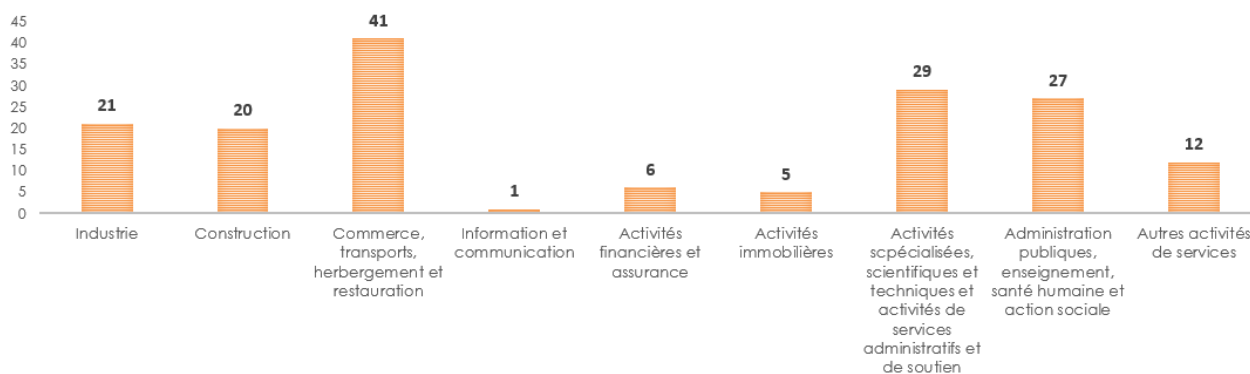 45
40
35
30
25
20
15
10
5
0
21
20
41
1
6
5
29
27
12
Industrie
Construction
Commerce,
transports,
herbergement et
restauration
Information et
communication
Activités
financières et
assurance
Activités
immobilières
Activités
scpécialisées,
scientifiques et
techniques et
activités de
services
administratifs et
de soutien
Administration
publiques,
enseignement,
santé humaine et
action sociale
Autres activités
de services